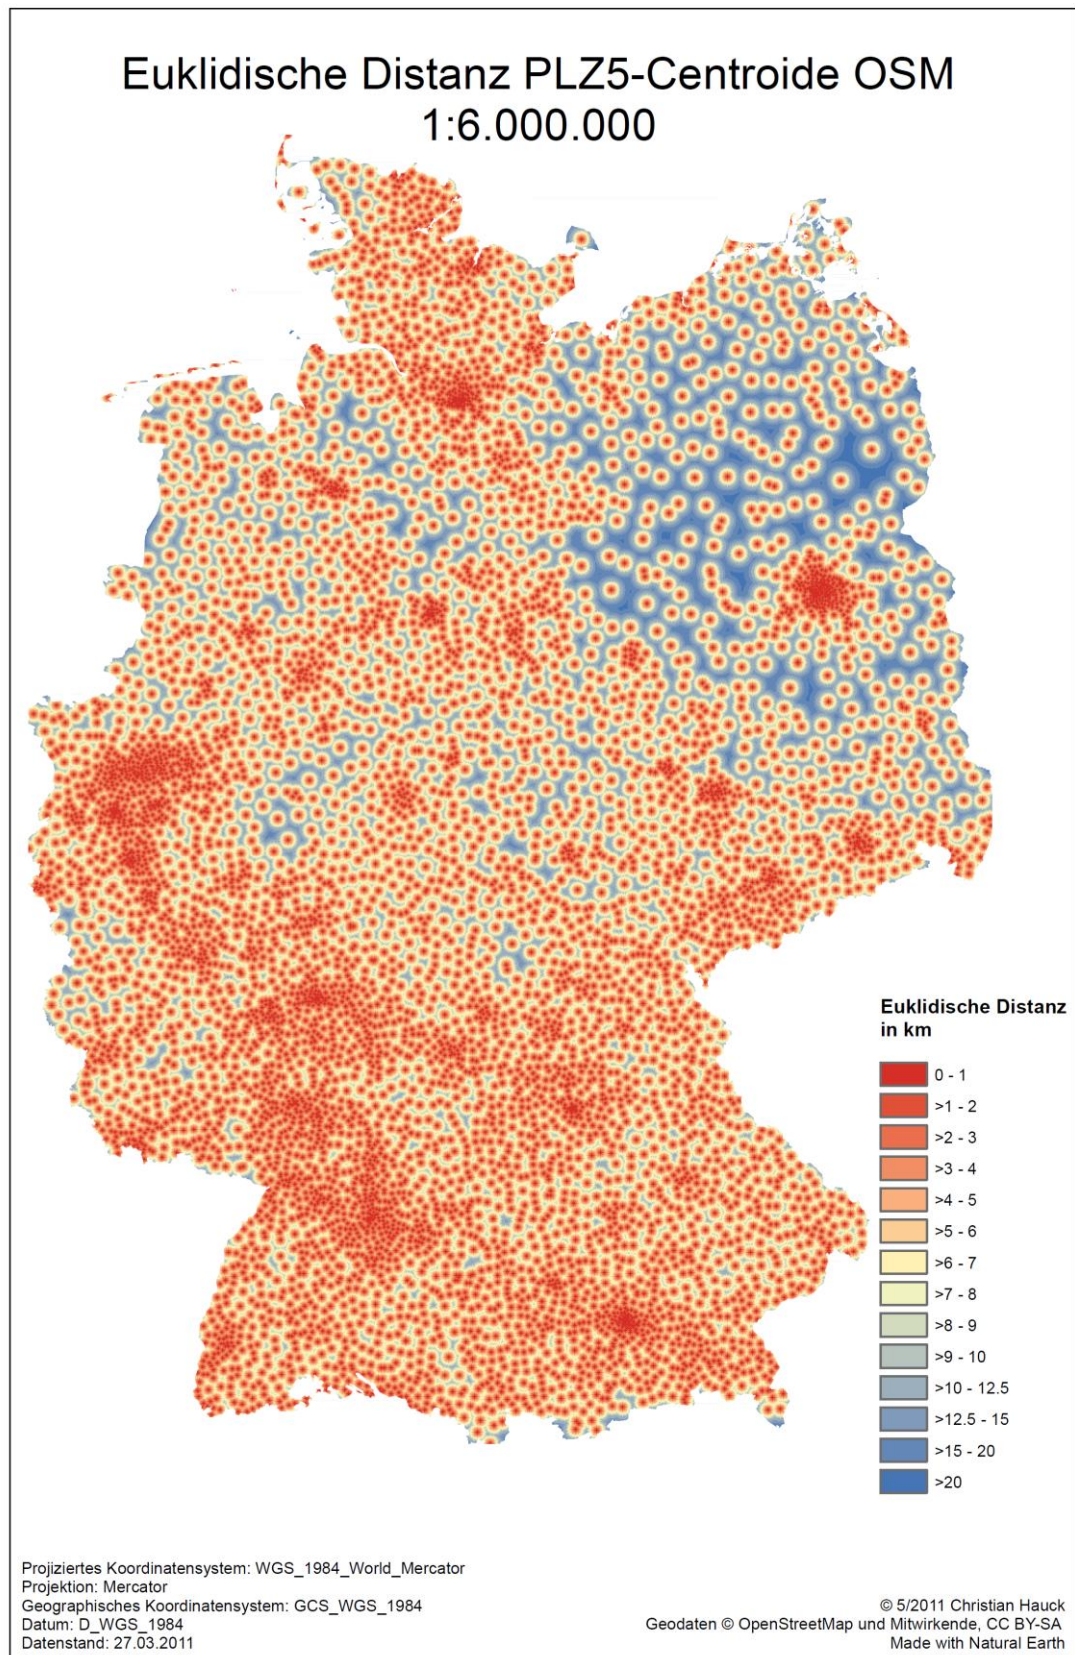 Euklidische Distanz PLZ5-Centroide OSM
1:6.000.000
Euklidische Distanz
in km
0 - 1
>1 - 2
>2 - 3
>3 - 4
>4 - 5
>5 - 6
>6 - 7
>7 - 8
>8 - 9
>9 - 10
>10 - 12.5
>12.5 - 15
>15 - 20
>20
Projiziertes Koordinatensystem: WGS_1984_World_Mercator
Projektion: Mercator
Geographisches Koordinatensystem: GCS_WGS_1984
Datum: D_WGS_1984
Datenstand: 27.03.2011
© 5/2011 Christian Hauck
Geodaten © OpenStreetMap und Mitwirkende, CC BY-SA
Made with Natural Earth